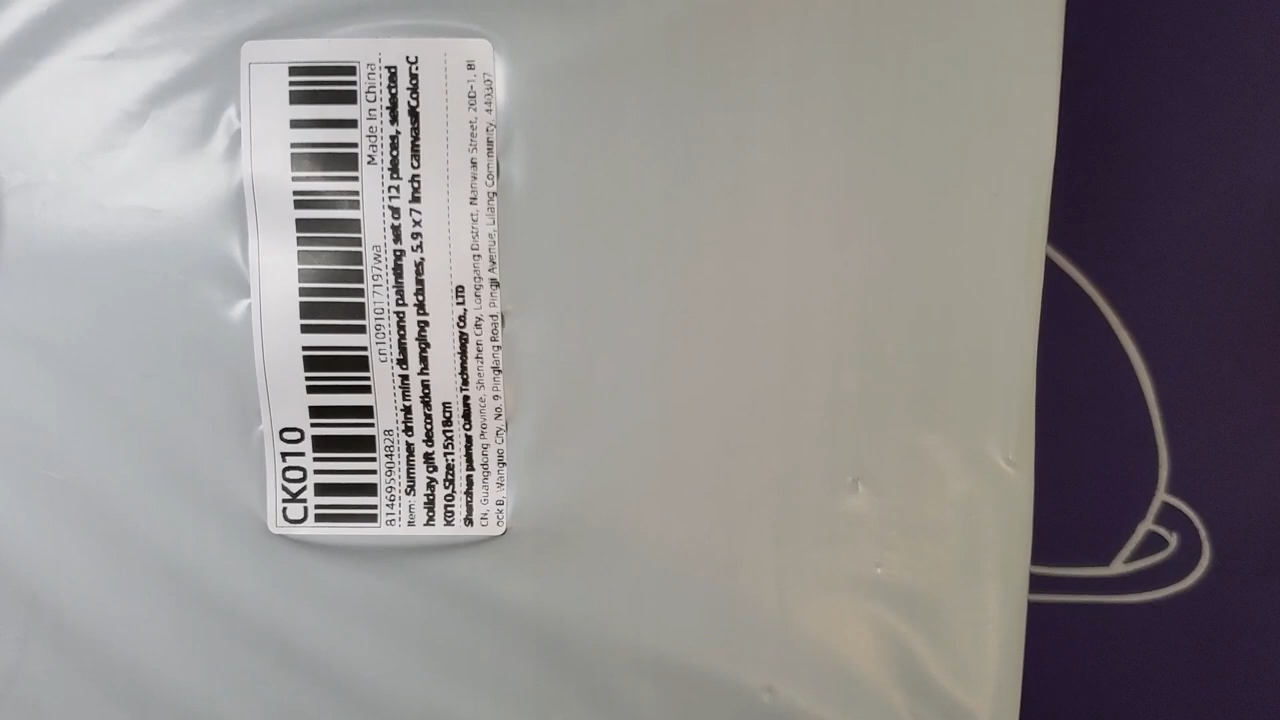 CK010
814695904828 cn1091017197wa Made In China
Item: Summer drink mini diamond painting set of 12 pieces, selected
holiday gift decoration hanging pictures, 5.9 x 7 inch canvas#Color:C
K010,Size:15x18cm
Shenzhen painter Culture Technology Co., LTD
CN, Guangdong Province, Shenzhen City, Longgang District, Nanwan Street, 20D-1, Bl
ock B, Wanguo City, No. 9 Pinglang Road, Pingji Avenue, Lilang Community, 440307